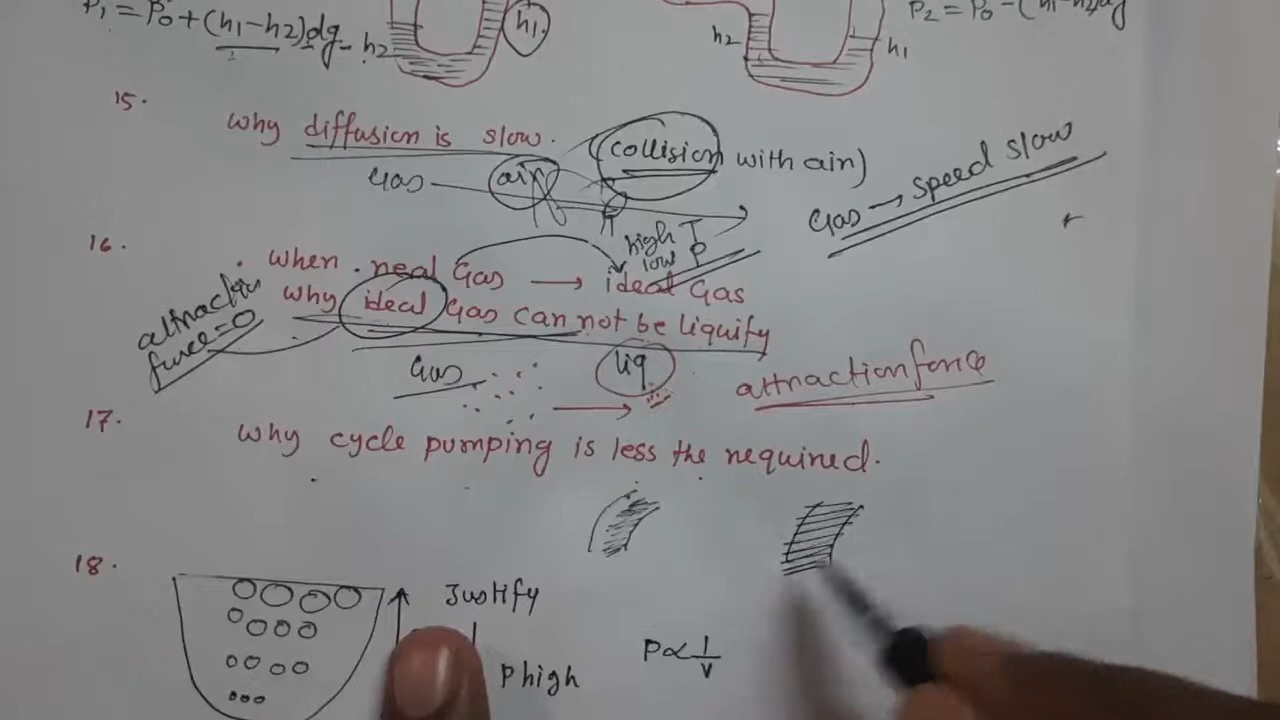 P1 = P0 + (h1-h2)dg
h2
h1.
h2
h1
P2 = P0 - (h1-h2)dg
15.
why diffusion is slow.
(collision with air)
Gas
air
Gas → speed slow
16.
high T
low P
. when . real Gas → ideal Gas
why ideal Gas can not be liquify
attraction
force=0
Gas
liq
attraction force
17.
why cycle pumping is less the required.
18.
Justify
P high
P∝1/V